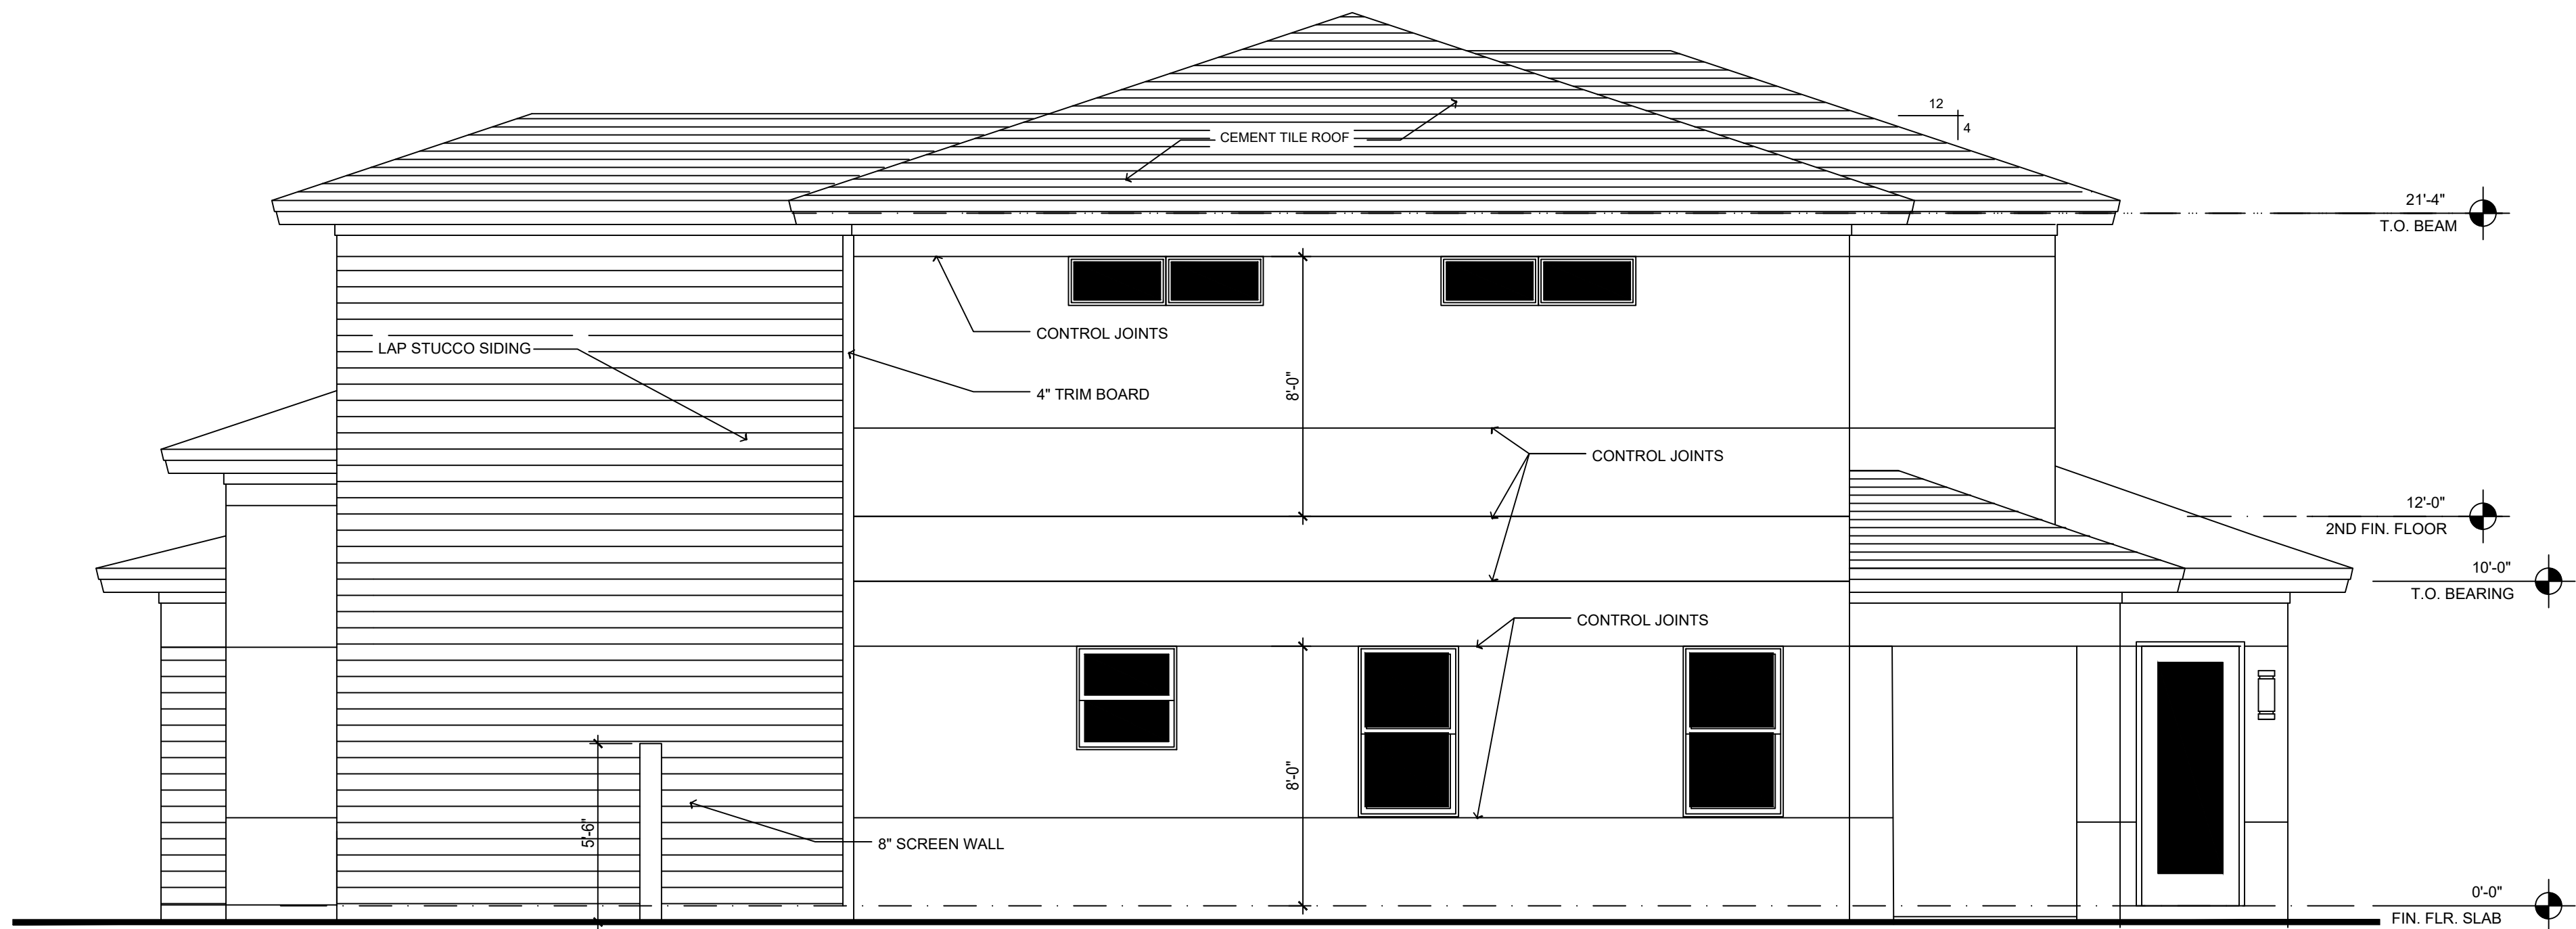 12
4
CEMENT TILE ROOF
21'-4"
T.O. BEAM
CONTROL JOINTS
LAP STUCCO SIDING
8'-0"
4" TRIM BOARD
CONTROL JOINTS
12'-0"
2ND FIN. FLOOR
10'-0"
T.O. BEARING
CONTROL JOINTS
8'-0"
5'-6"
8" SCREEN WALL
0'-0"
FIN. FLR. SLAB